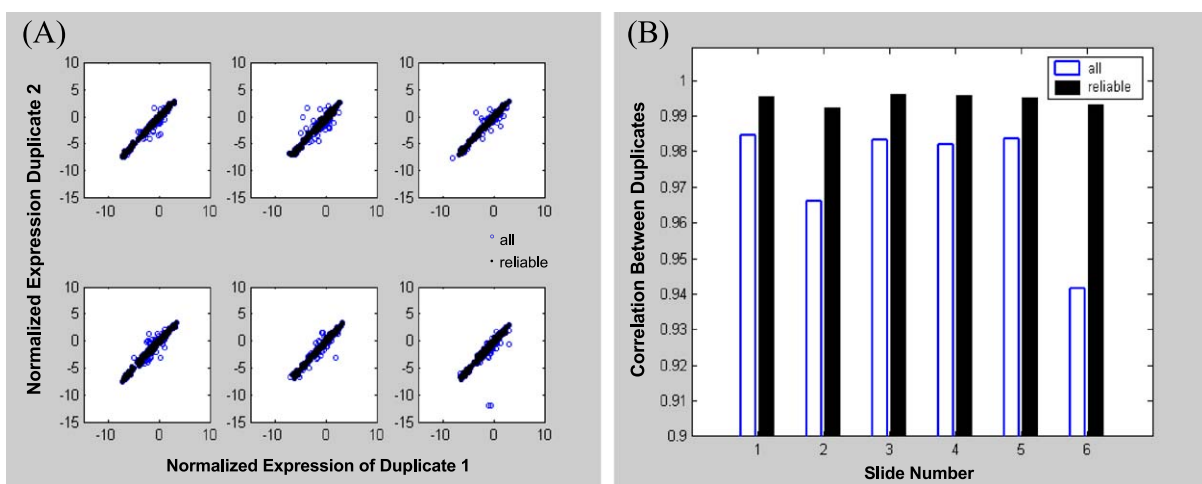 (A)
Normalized Expression Duplicate 2
10
5
0
-5
-10
-15
-10 0 10
10
5
0
-5
-10
-15
-10 0 10
10
5
0
-5
-10
-15
-10 0 10
all
reliable
10
5
0
-5
-10
-15
-10 0 10
10
5
0
-5
-10
-15
-10 0 10
10
5
0
-5
-10
-15
-10 0 10
Normalized Expression of Duplicate 1
(B)
Correlation Between Duplicates
1
0.99
0.98
0.97
0.96
0.95
0.94
0.93
0.92
0.91
0.9
all
reliable
1 2 3 4 5 6
Slide Number